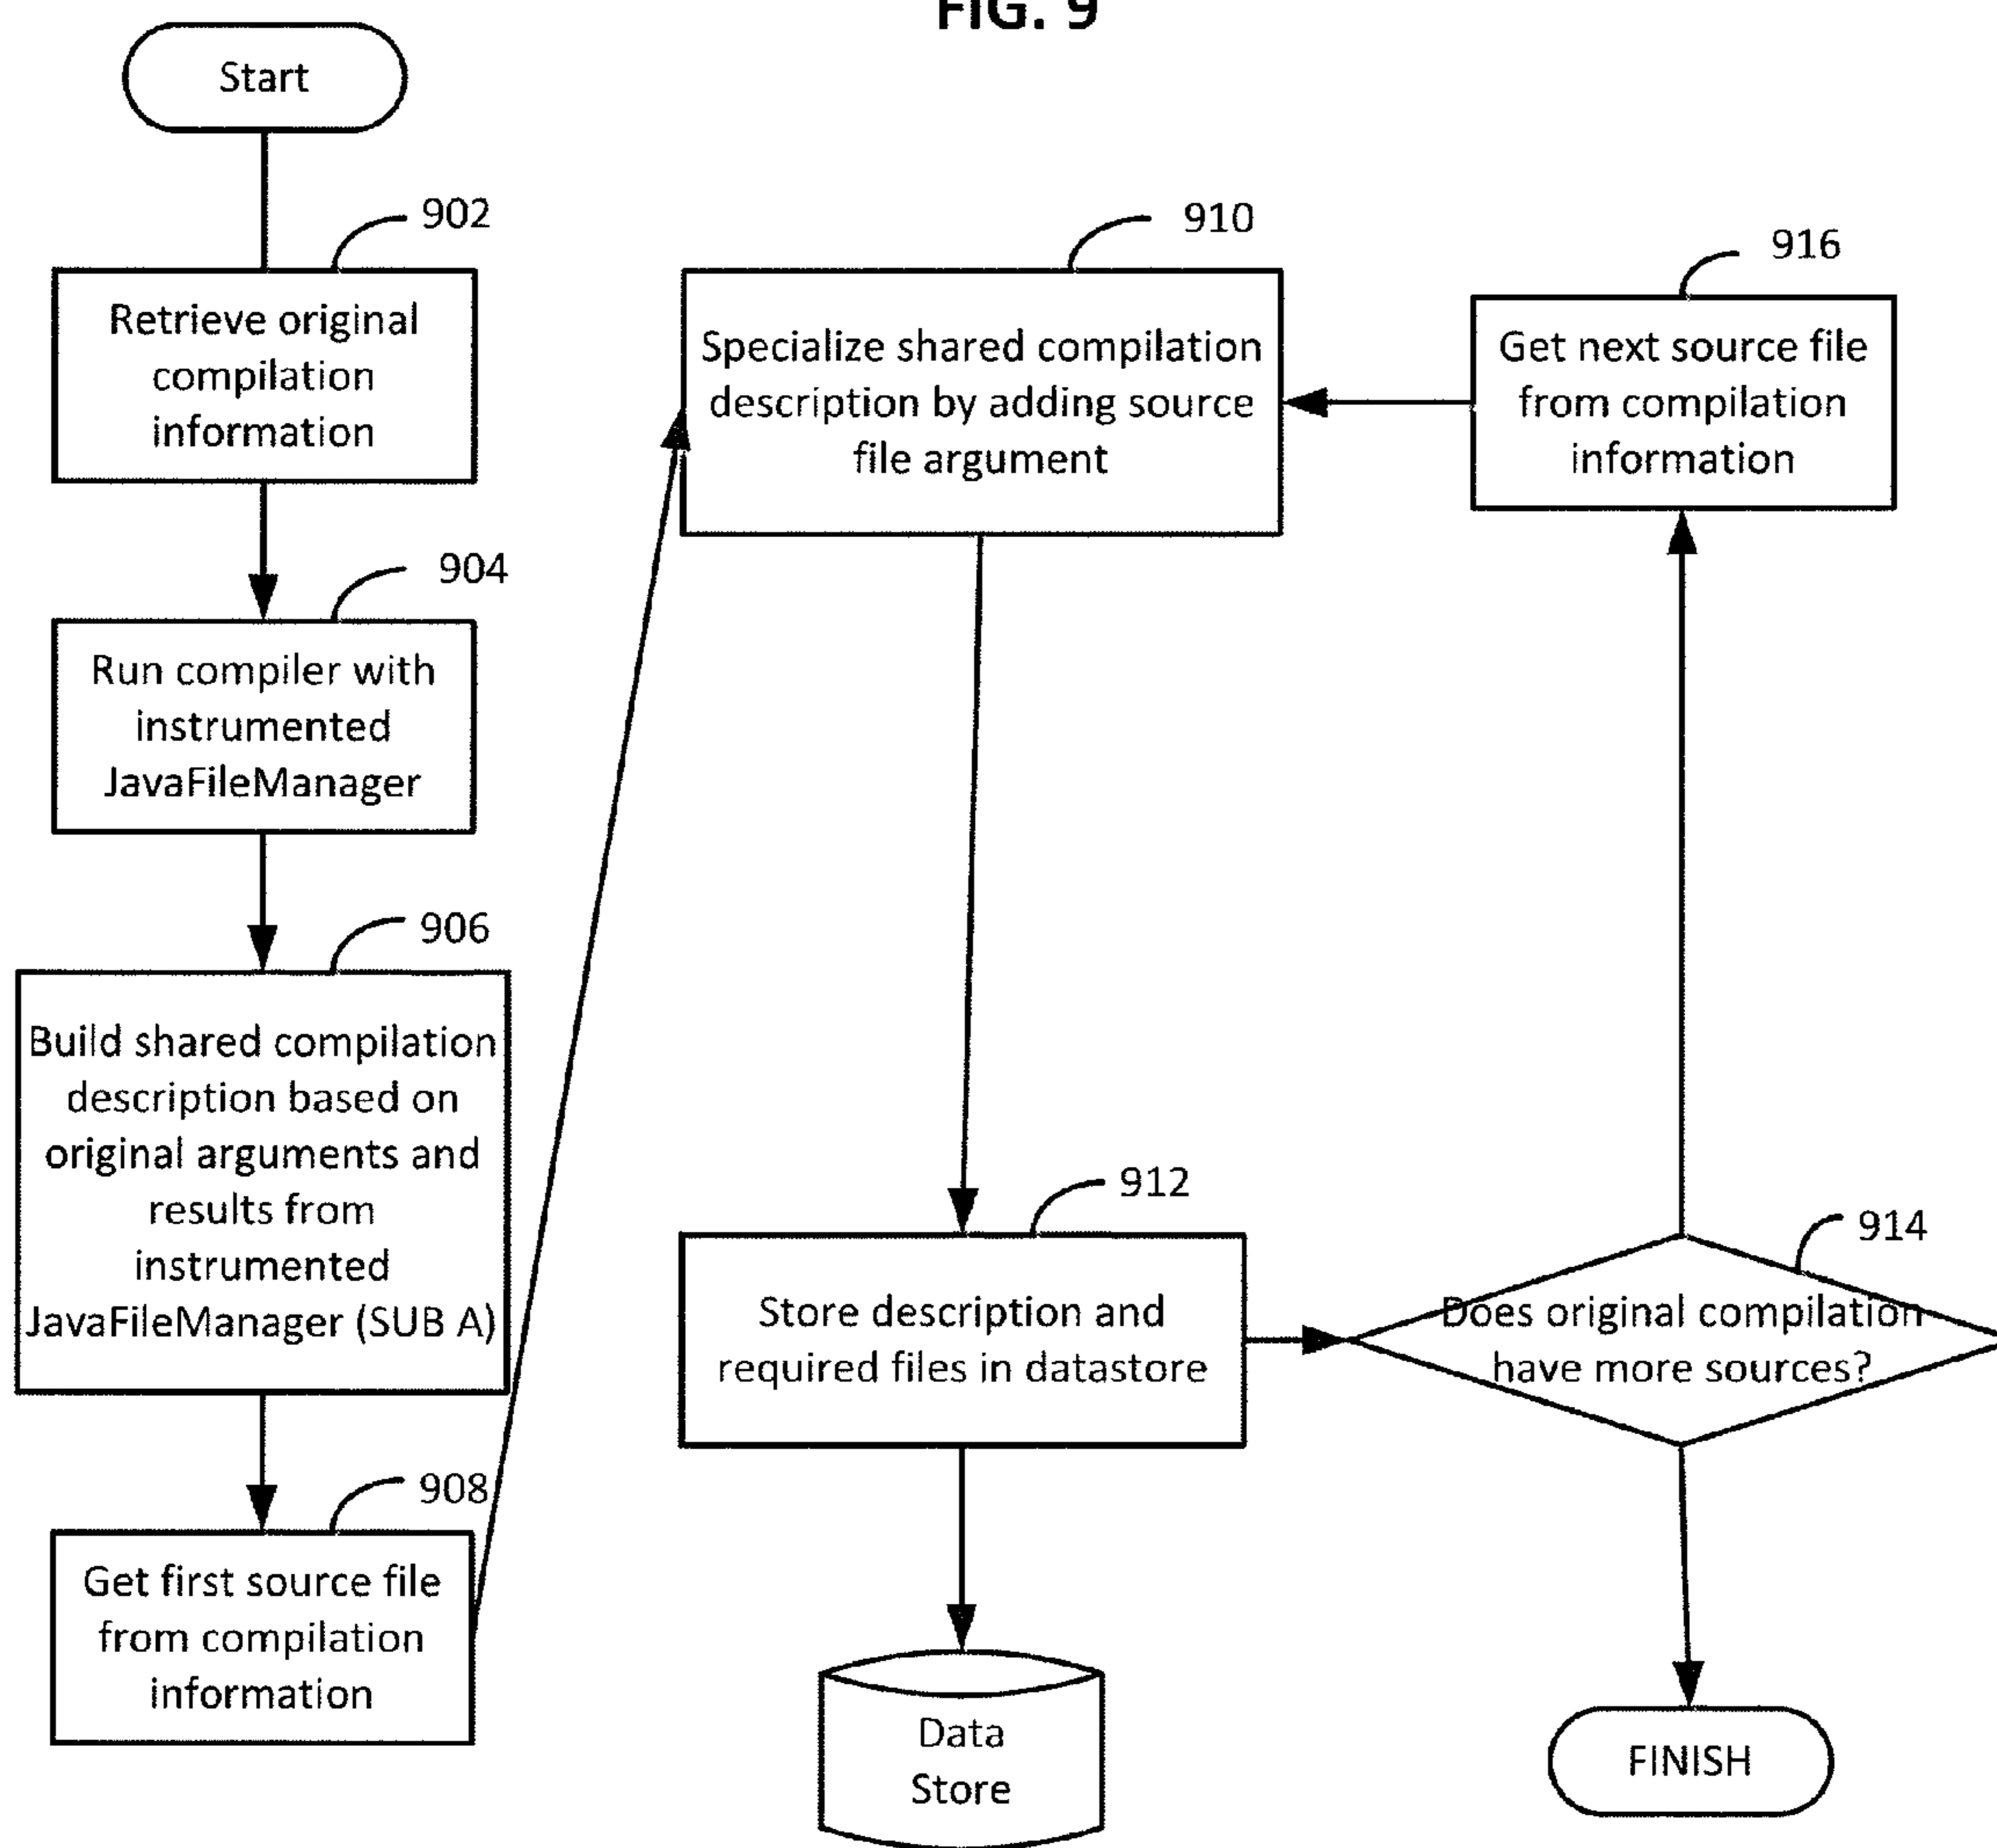 FIG. 9
Start
902
Retrieve original
compilation
information
904
Run compiler with
instrumented
JavaFileManager
906
Build shared compilation
description based on
original arguments and
results from
instrumented
JavaFileManager (SUB A)
908
Get first source file
from compilation
information
910
Specialize shared compilation
description by adding source
file argument
912
Store description and
required files in datastore
Data
Store
914
Does original compilation
have more sources?
916
Get next source file
from compilation
information
FINISH